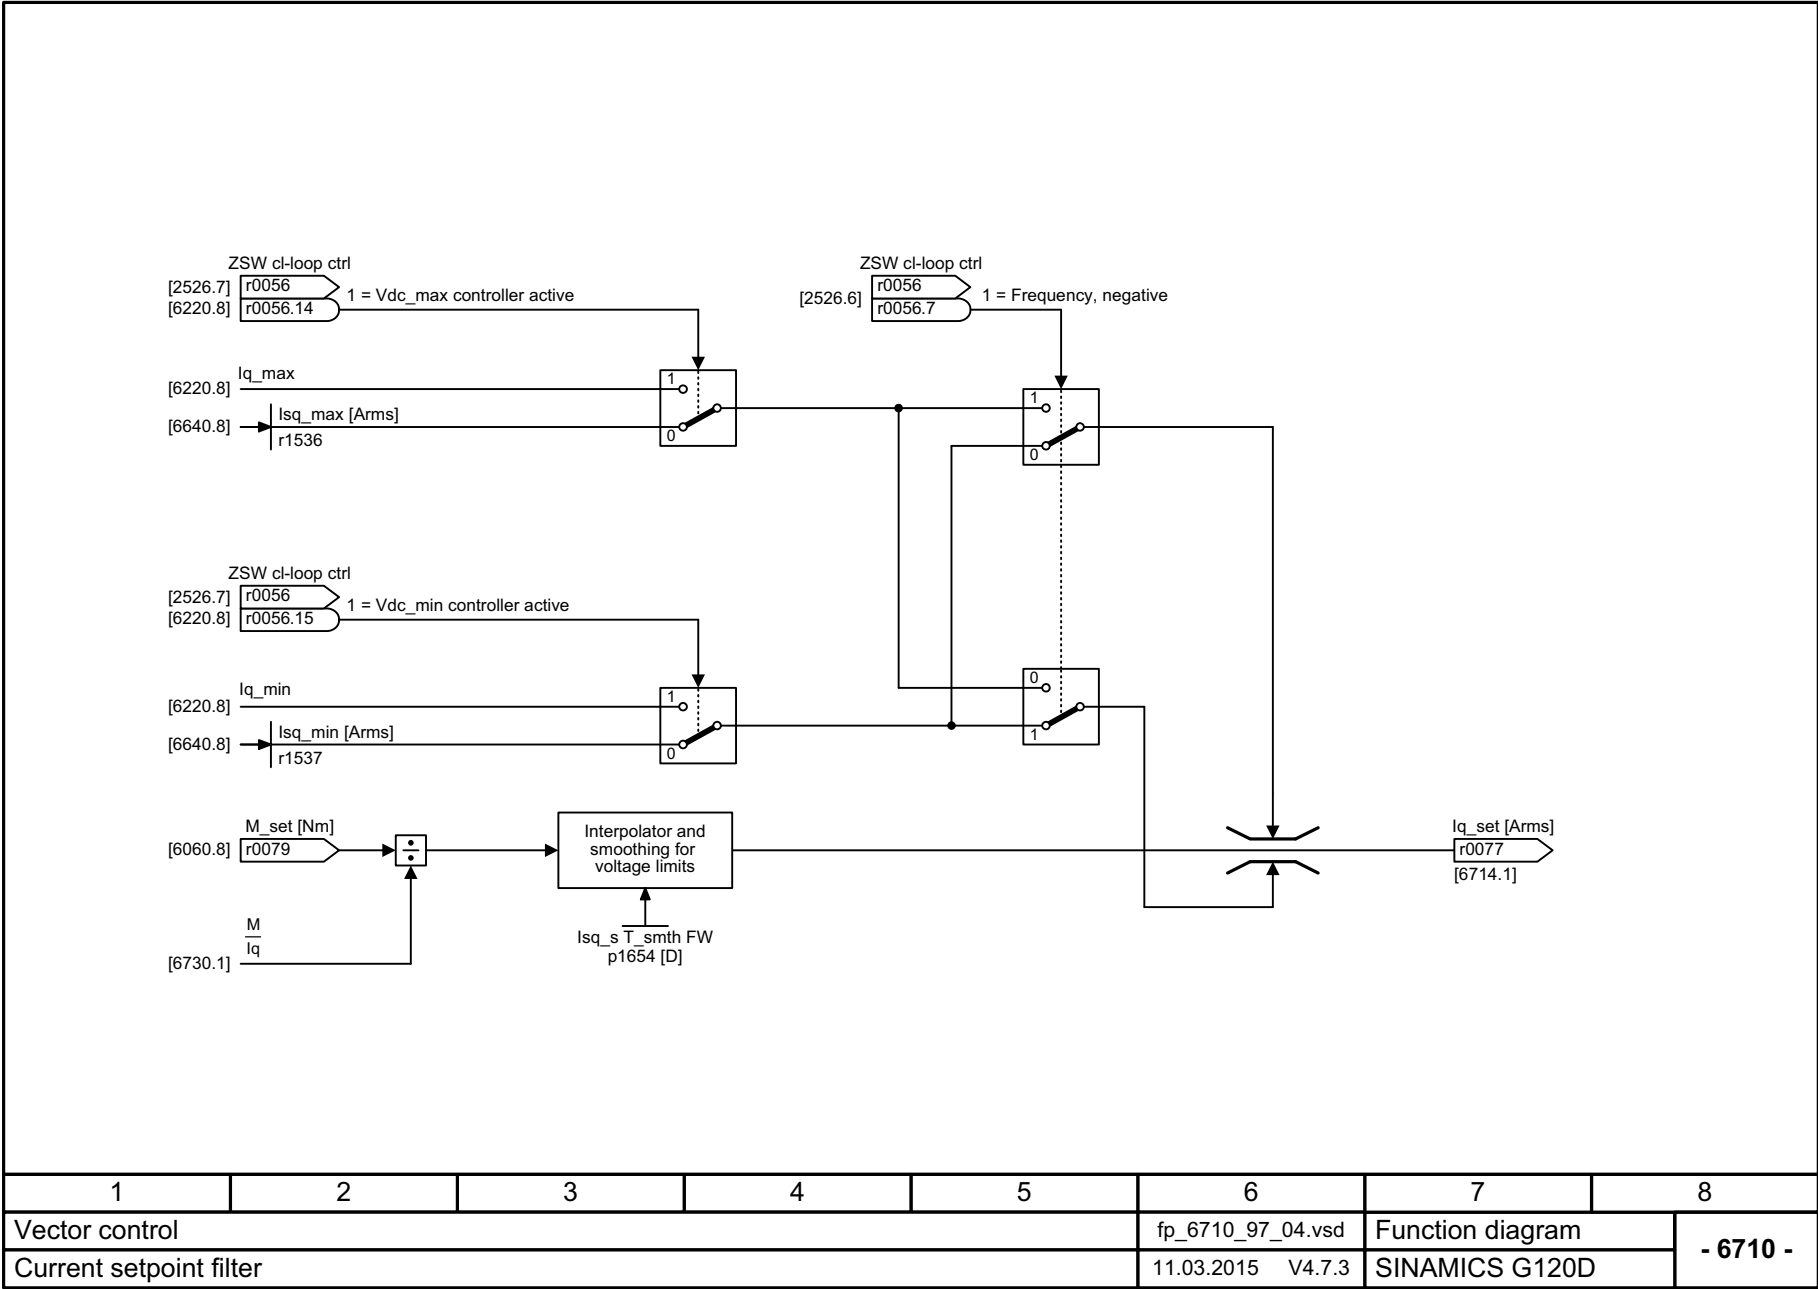 ZSW cl-loop ctrl
[2526.7] r0056
1 = Vdc_max controller active
[6220.8] r0056.14
ZSW cl-loop ctrl
[2526.6] r0056
r0056.7
1 = Frequency, negative
Iq_max
[6220.8]
1
Isq_max [Arms]
[6640.8]
r1536
0
1
0
ZSW cl-loop ctrl
[2526.7] r0056
1 = Vdc_min controller active
[6220.8] r0056.15
Iq_min
[6220.8]
1
Isq_min [Arms]
[6640.8]
r1537
0
0
1
M_set [Nm]
[6060.8] r0079
÷
Interpolator and
smoothing for
voltage limits
Iq_set [Arms]
r0077
[6714.1]
M
Iq
[6730.1]
Isq_s T_smth FW
p1654 [D]
1 2 3 4 5 6 7 8
Vector control
fp_6710_97_04.vsd
Function diagram
- 6710 -
Current setpoint filter
11.03.2015 V4.7.3
SINAMICS G120D